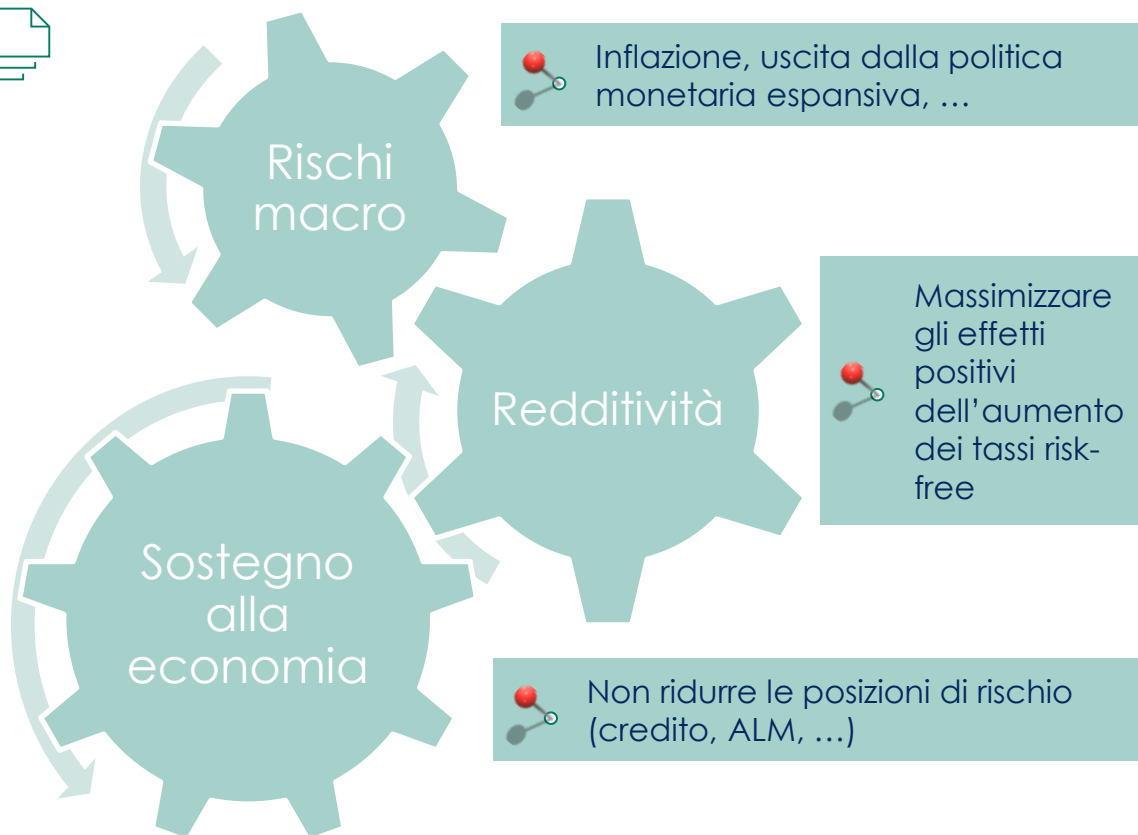 Inflazione, uscita dalla politica
monetaria espansiva, …
Rischi
macro
Redditività
Massimizzare
gli effetti
positivi
dell’aumento
dei tassi risk-
free
Sostegno
alla
economia
Non ridurre le posizioni di rischio
(credito, ALM, …)